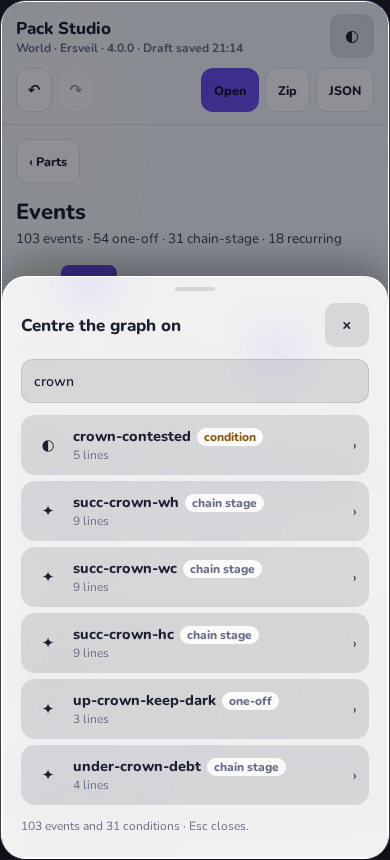 Pack Studio
World · Ersveil · 4.0.0 · Draft saved 21:14
Open Zip JSON
‹ Parts
Events
103 events · 54 one-off · 31 chain-stage · 18 recurring
Centre the graph on
crown
crown-contested condition
5 lines
succ-crown-wh chain stage
9 lines
succ-crown-wc chain stage
9 lines
succ-crown-hc chain stage
9 lines
up-crown-keep-dark one-off
3 lines
under-crown-debt chain stage
4 lines
103 events and 31 conditions · Esc closes.